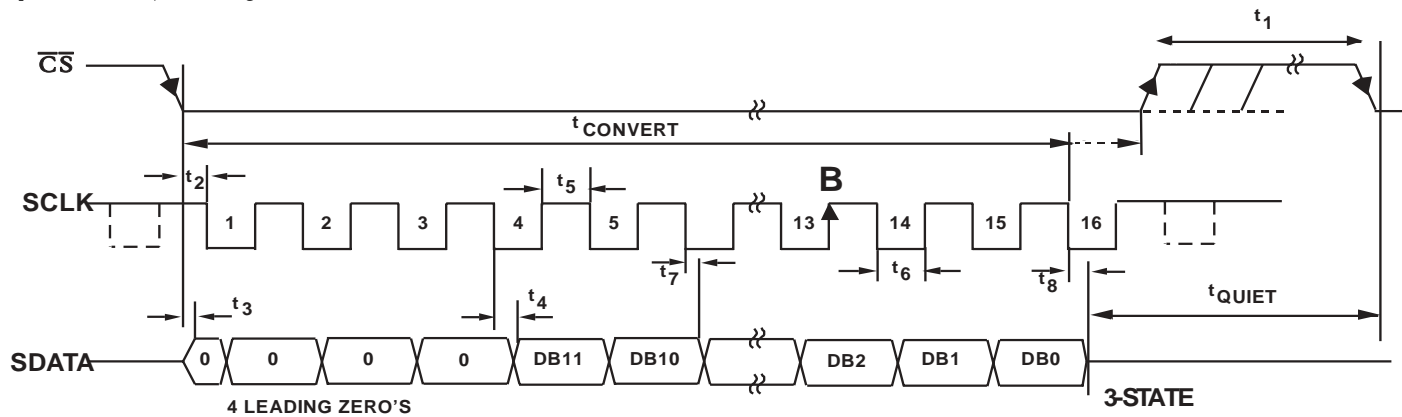 t1
CS
tCONVERT
t2
t5
B
SCLK
1
2
3
4
5
13
14
15
16
t7
t6
t8
t3
t4
tQUIET
SDATA
0
0
0
0
DB11
DB10
DB2
DB1
DB0
4 LEADING ZERO'S
3-STATE